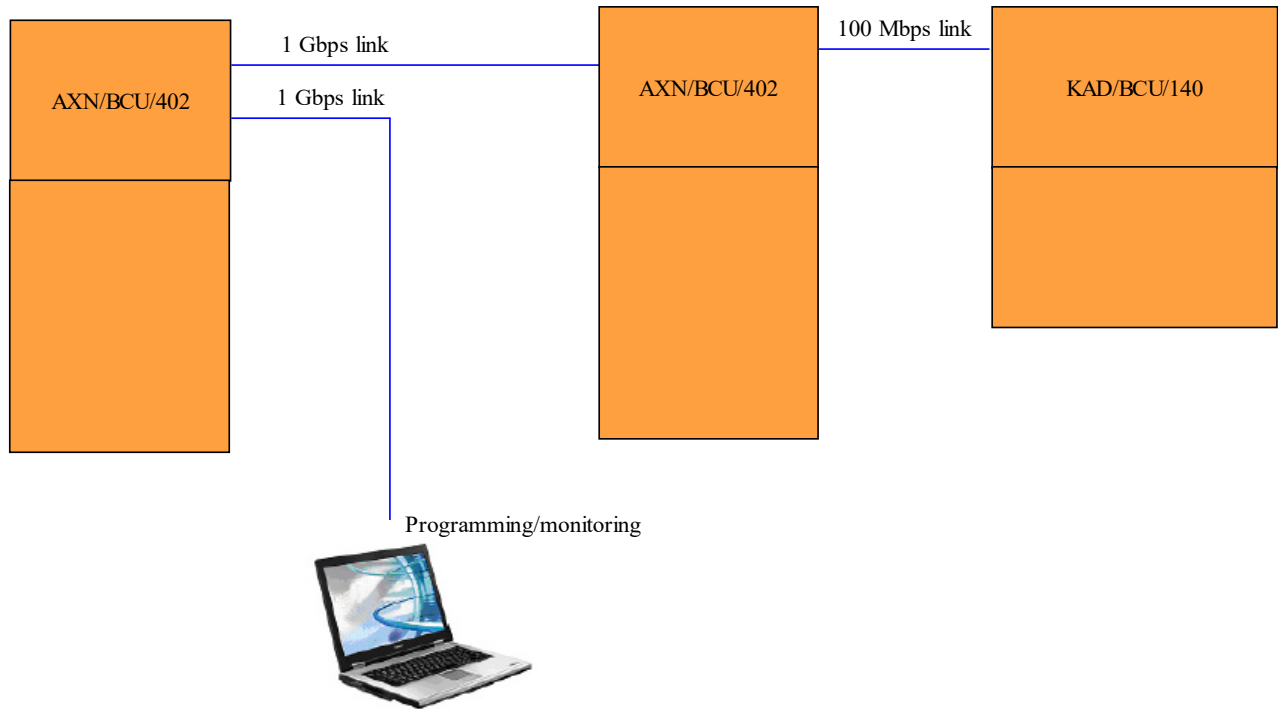 1 Gbps link
100 Mbps link
AXN/BCU/402
1 Gbps link
AXN/BCU/402
KAD/BCU/140
Programming/monitoring